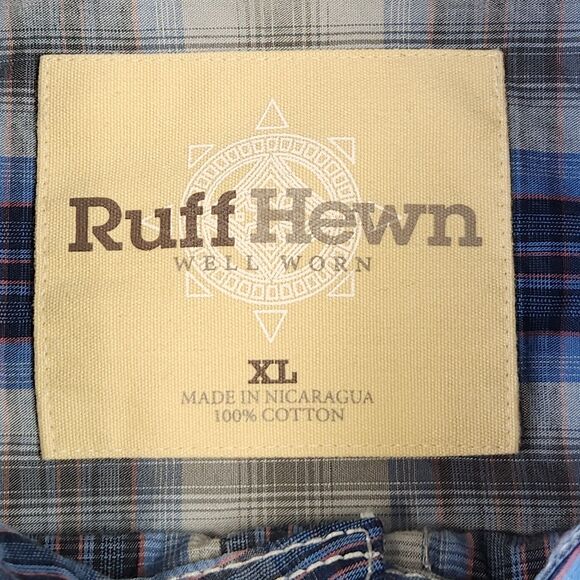 Ruff Hewn
WELL WORN
XL
MADE IN NICARAGUA
100% COTTON